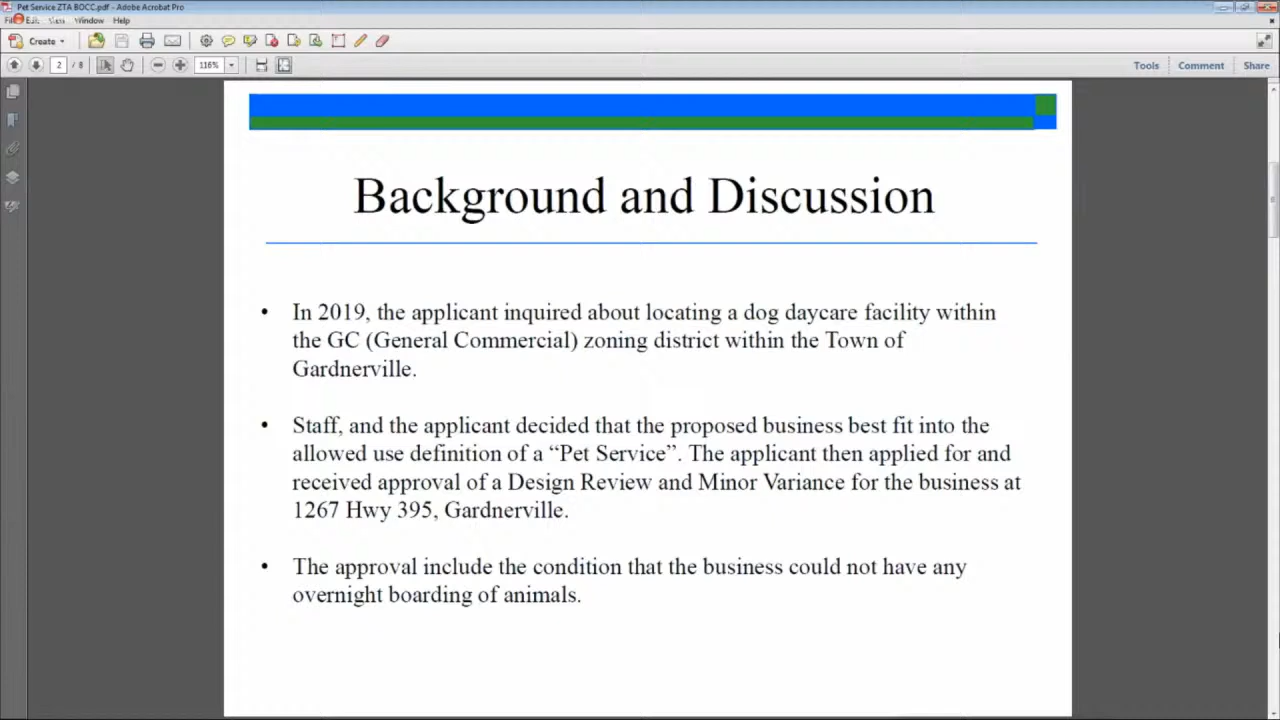 Pet Service ZTA BOCC.pdf - Adobe Acrobat Pro
Window Help
Create
2 / 8 116% Tools Comment Share
Background and Discussion
• In 2019, the applicant inquired about locating a dog daycare facility within
the GC (General Commercial) zoning district within the Town of
Gardnerville.
• Staff, and the applicant decided that the proposed business best fit into the
allowed use definition of a “Pet Service”. The applicant then applied for and
received approval of a Design Review and Minor Variance for the business at
1267 Hwy 395, Gardnerville.
• The approval include the condition that the business could not have any
overnight boarding of animals.